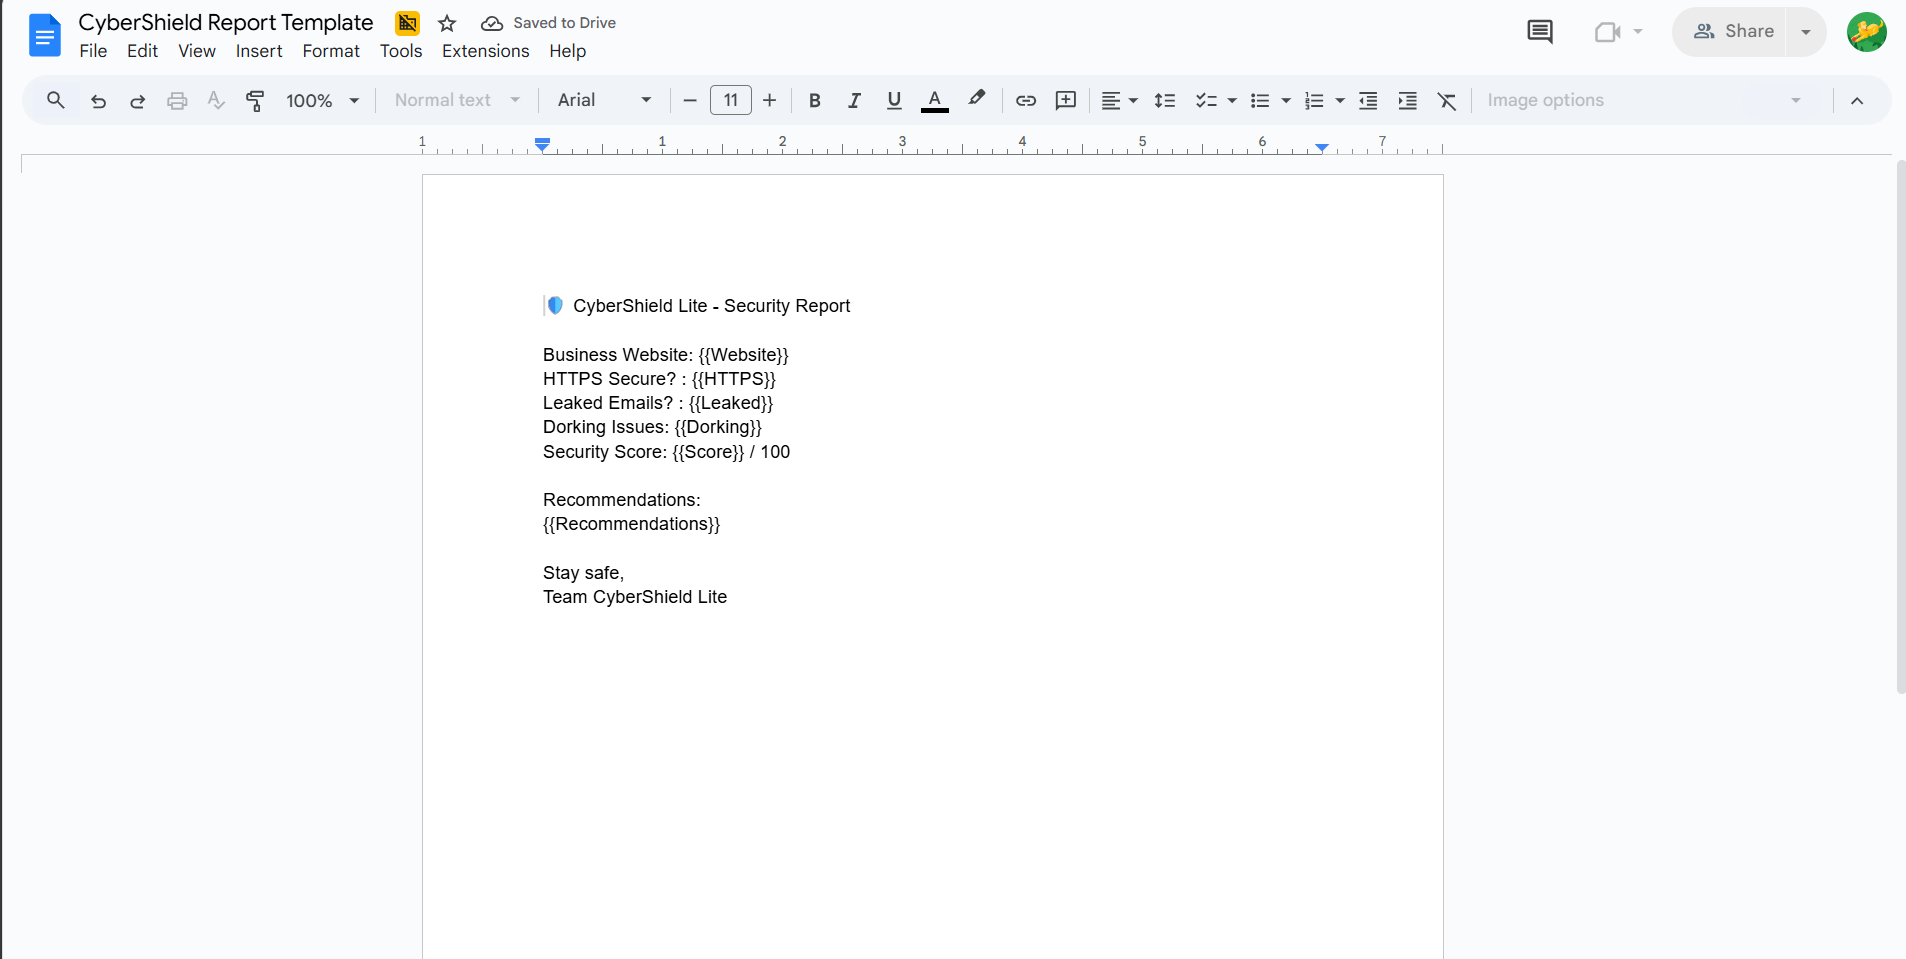 CyberShield Report Template Saved to Drive
File Edit View Insert Format Tools Extensions Help
Share
100% Normal text Arial 11 B I U A Image options
1 1 2 3 4 5 6 7
CyberShield Lite - Security Report
Business Website: {{Website}}
HTTPS Secure? : {{HTTPS}}
Leaked Emails? : {{Leaked}}
Dorking Issues: {{Dorking}}
Security Score: {{Score}} / 100
Recommendations:
{{Recommendations}}
Stay safe,
Team CyberShield Lite